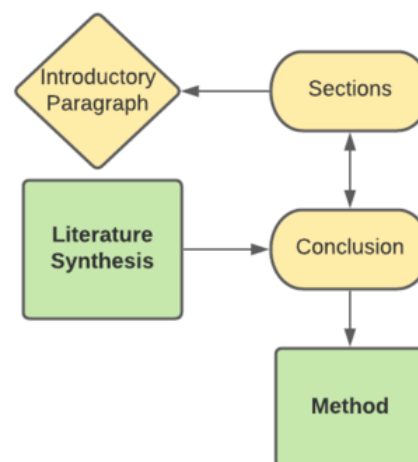 Introductory
Paragraph
Sections
Literature
Synthesis
Conclusion
Method